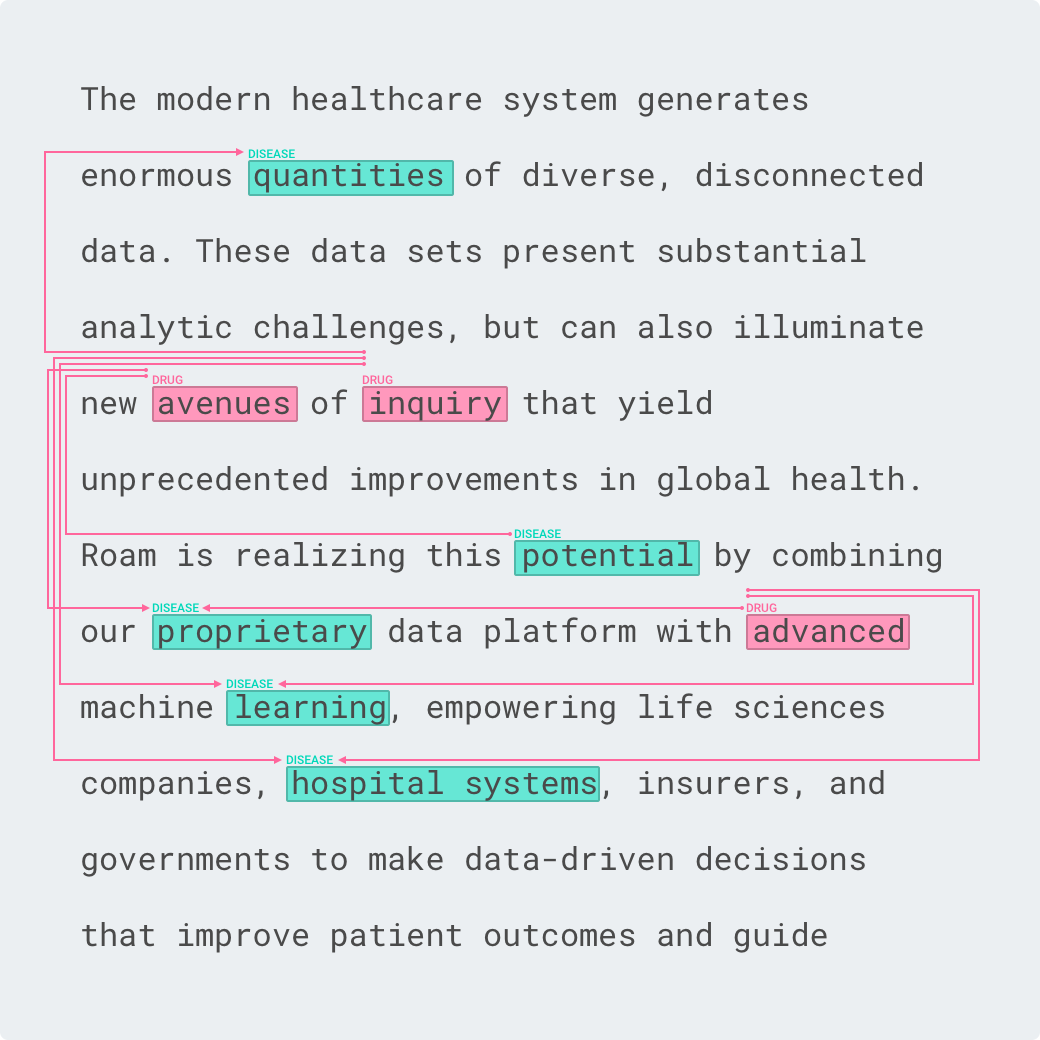 The modern healthcare system generates
DISEASE
enormous quantities of diverse, disconnected
data. These data sets present substantial
analytic challenges, but can also illuminate
DRUG DRUG
new avenues of inquiry that yield
unprecedented improvements in global health.
DISEASE
Roam is realizing this potential by combining
DISEASE DRUG
our proprietary data platform with advanced
DISEASE
machine learning, empowering life sciences
DISEASE
companies, hospital systems, insurers, and
governments to make data-driven decisions
that improve patient outcomes and guide